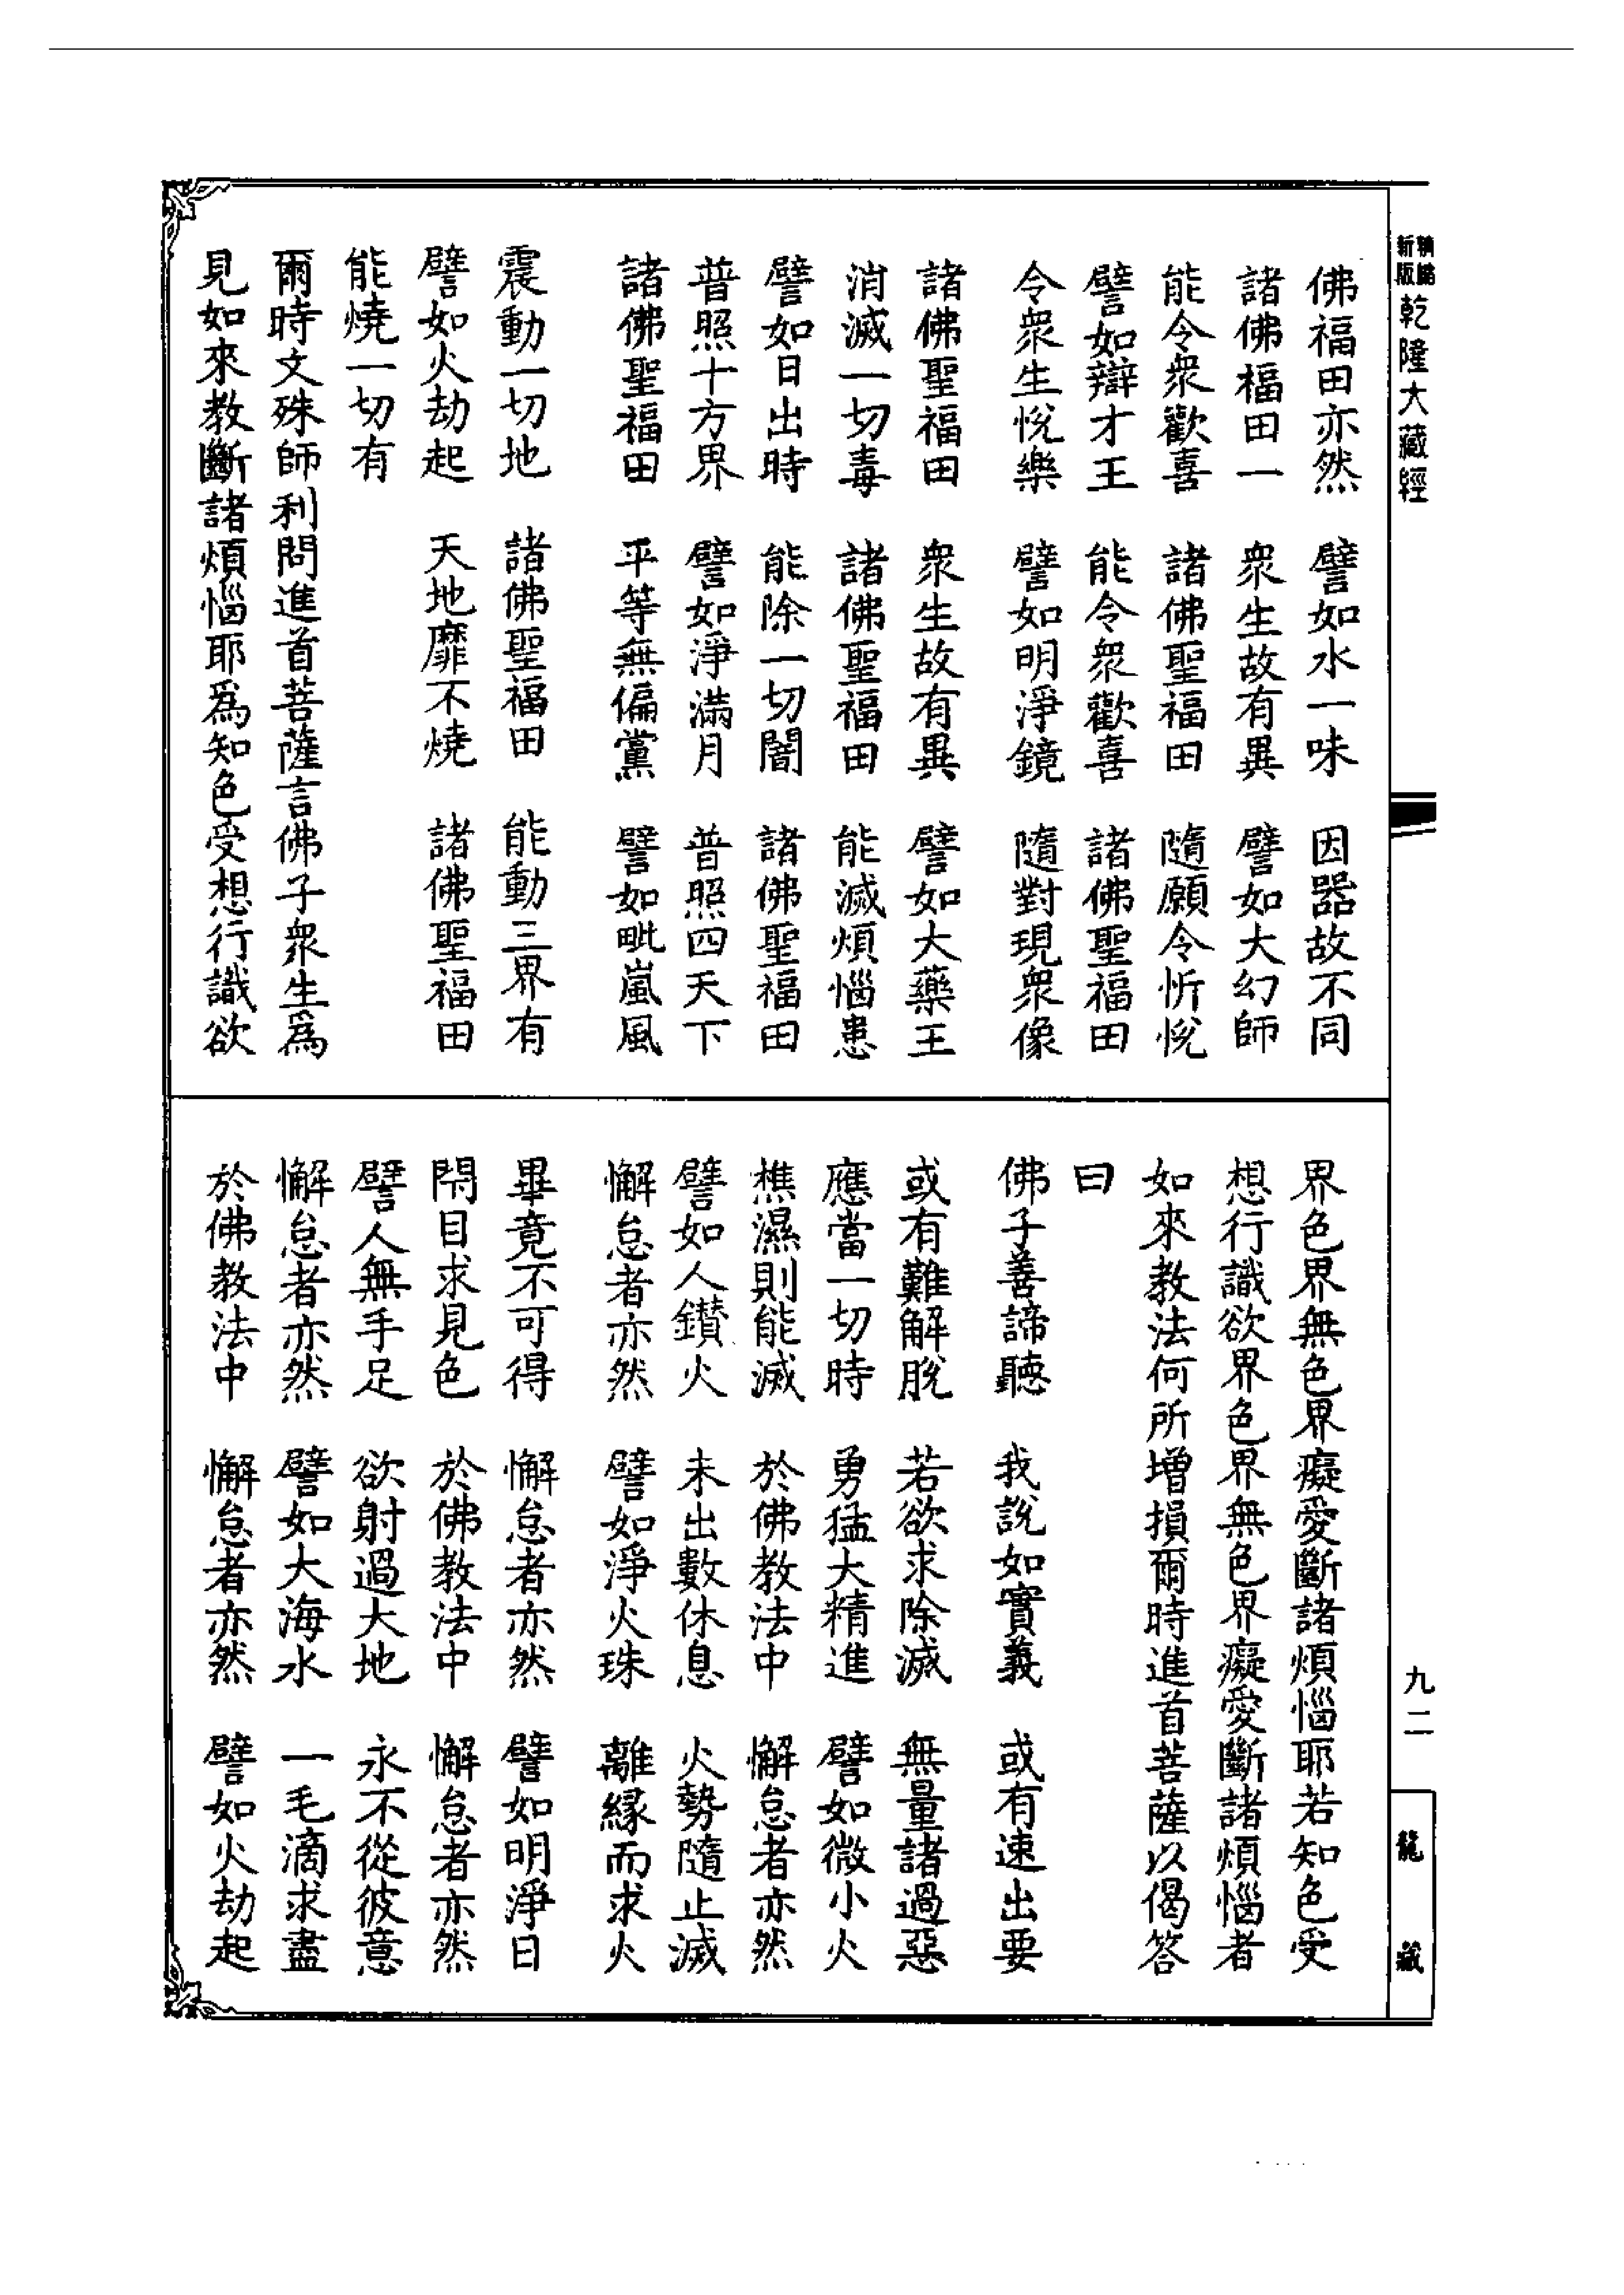 精編新版乾隆大藏經
佛福田亦然　譬如水一味　因器故不同
諸佛福田一　衆生故有異　譬如大幻師
能令衆歡喜　諸佛聖福田　隨願令忻悅
譬如辯才王　能令衆歡喜　諸佛聖福田
令衆生悅樂　譬如明淨鏡　隨對現衆像
諸佛聖福田　衆生故有異　譬如大藥王
消滅一切毒　諸佛聖福田　能滅煩惱患
譬如日出時　能除一切闇　諸佛聖福田
普照十方界　譬如淨滿月　普照四天下
諸佛聖福田　平等無偏黨　譬如毗嵐風
震動一切地　諸佛聖福田　能動三界有
譬如火劫起　天地靡不燒　諸佛聖福田
能燒一切有
爾時文殊師利問進首菩薩言佛子衆生爲
見如來教斷諸煩惱耶爲知色受想行識欲
界色界無色界癡愛斷諸煩惱耶若知色受
想行識欲界色界無色界癡愛斷諸煩惱者
如來教法何所增損爾時進首菩薩以偈答
曰
佛子善諦聽　我說如實義　或有速出要
或有難解脫　若欲求除滅　無量諸過惡
應當一切時　勇猛大精進　譬如微小火
樵濕則能滅　於佛教法中　懈怠者亦然
譬如人鑽火　未出數休息　火勢隨止滅
懈怠者亦然　譬如淨火珠　離緣而求火
畢竟不可得　懈怠者亦然　譬如明淨日
閇目求見色　於佛教法中　懈怠者亦然
譬人無手足　欲射過大地　永不從彼意
懈怠者亦然　譬如大海水　一毛滴求盡
於佛教法中　懈怠者亦然　譬如火劫起
九二
龍藏